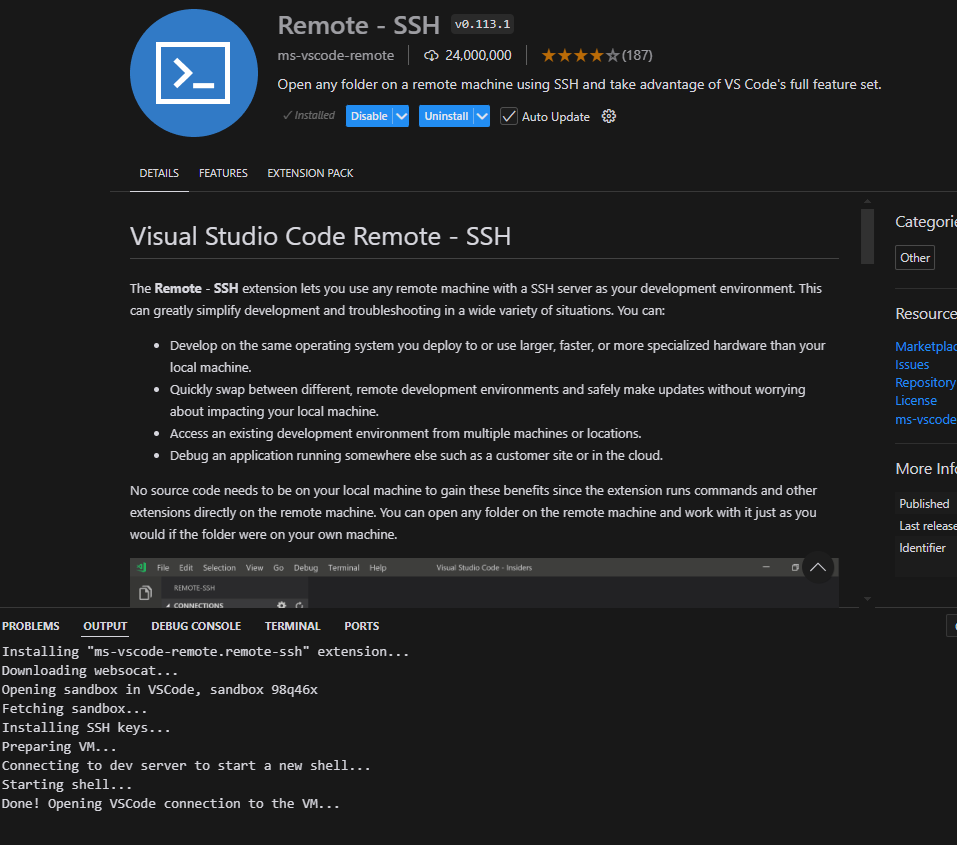 Remote - SSH v0.113.1
ms-vscode-remote 24,000,000 (187)
Open any folder on a remote machine using SSH and take advantage of VS Code's full feature set.
Installed Disable Uninstall Auto Update
DETAILS FEATURES EXTENSION PACK
Visual Studio Code Remote - SSH
The Remote - SSH extension lets you use any remote machine with a SSH server as your development environment. This
can greatly simplify development and troubleshooting in a wide variety of situations. You can:
• Develop on the same operating system you deploy to or use larger, faster, or more specialized hardware than your
local machine.
• Quickly swap between different, remote development environments and safely make updates without worrying
about impacting your local machine.
• Access an existing development environment from multiple machines or locations.
• Debug an application running somewhere else such as a customer site or in the cloud.
No source code needs to be on your local machine to gain these benefits since the extension runs commands and other
extensions directly on the remote machine. You can open any folder on the remote machine and work with it just as you
would if the folder were on your own machine.
File Edit Selection View Go Debug Terminal Help Visual Studio Code - Insiders
REMOTE-SSH
CONNECTIONS
Categorie
Other
Resource
Marketplac
Issues
Repository
License
ms-vscode
More Info
Published
Last release
Identifier
PROBLEMS OUTPUT DEBUG CONSOLE TERMINAL PORTS
Installing "ms-vscode-remote.remote-ssh" extension...
Downloading websocat...
Opening sandbox in VSCode, sandbox 98q46x
Fetching sandbox...
Installing SSH keys...
Preparing VM...
Connecting to dev server to start a new shell...
Starting shell...
Done! Opening VSCode connection to the VM...